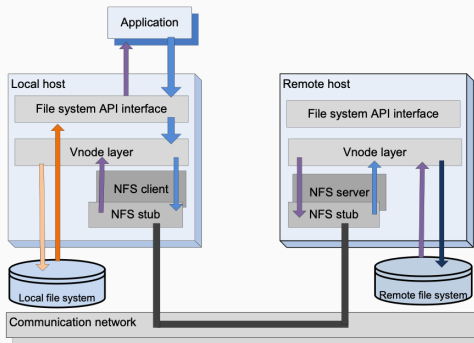 Application
Local host
Remote host
File system API interface
File system API interface
Vnode layer
Vnode layer
NFS client
NFS server
NFS stub
NFS stub
Local file system
Remote file system
Communication network